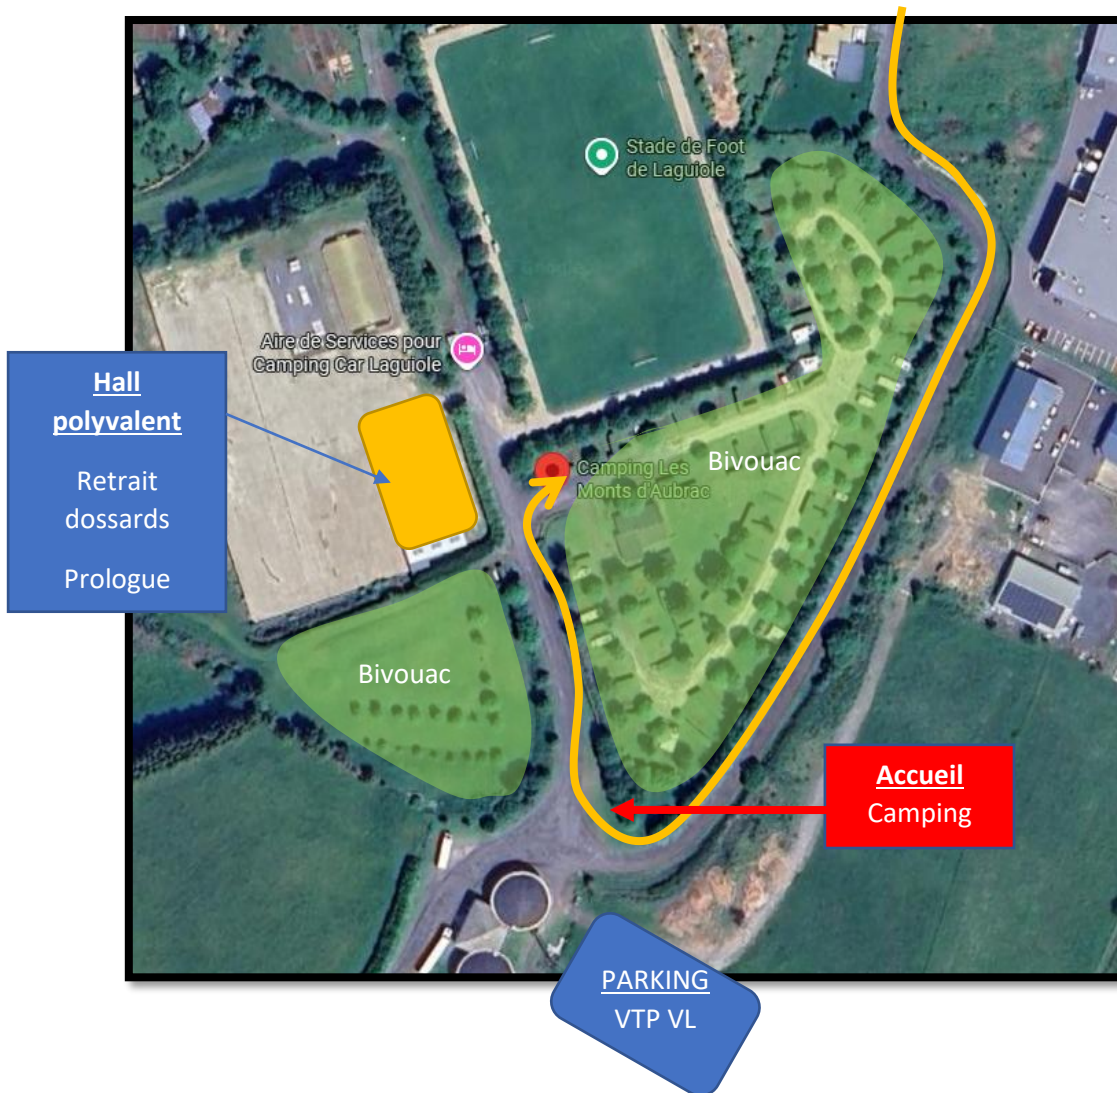 Stade de Foot
de Laguiole
Aire de Services pour
Camping Car Laguiole
Hall
polyvalent
Retrait
dossards
Prologue
Camping Les
Monts d'Aubrac
Bivouac
Bivouac
Accueil
Camping
PARKING
VTP VL